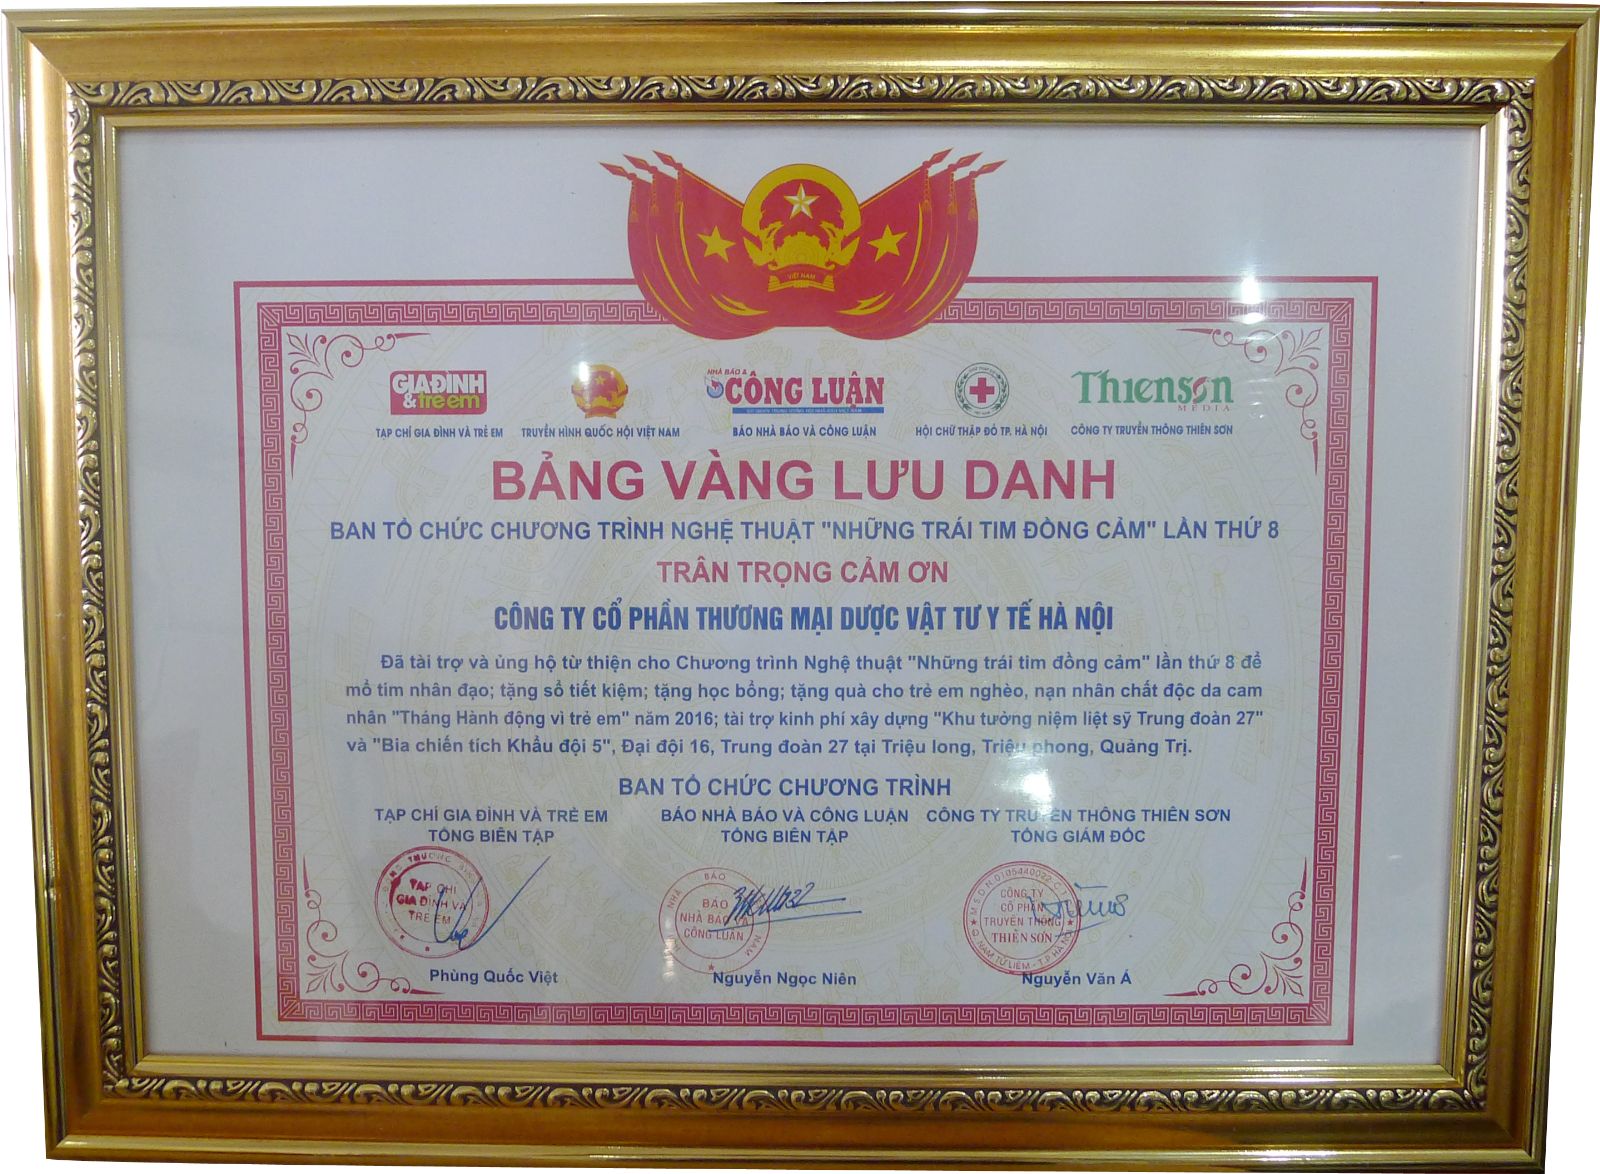 VIỆT NAM
GIAĐÌNH
&treem
NHÀ BÁO &
CÔNG LUẬN
Thienson
MEDIA
TẠP CHÍ GIA ĐÌNH VÀ TRẺ EM
TRUYỀN HÌNH QUỐC HỘI VIỆT NAM
BÁO NHÀ BÁO VÀ CÔNG LUẬN
HỘI CHỮ THẬP ĐỎ TP. HÀ NỘI
CÔNG TY TRUYỀN THÔNG THIÊN SƠN
BẢNG VÀNG LƯU DANH
BAN TỔ CHỨC CHƯƠNG TRÌNH NGHỆ THUẬT "NHỮNG TRÁI TIM ĐỒNG CẢM" LẦN THỨ 8
TRÂN TRỌNG CẢM ƠN
CÔNG TY CỔ PHẦN THƯƠNG MẠI DƯỢC VẬT TƯ Y TẾ HÀ NỘI
Đã tài trợ và ủng hộ từ thiện cho Chương trình Nghệ thuật "Những trái tim đồng cảm" lần thứ 8 để
mổ tim nhân đạo; tặng sổ tiết kiệm; tặng học bổng; tặng quà cho trẻ em nghèo, nạn nhân chất độc da cam
nhân "Tháng Hành động vì trẻ em" năm 2016; tài trợ kinh phí xây dựng "Khu tưởng niệm liệt sỹ Trung đoàn 27"
và "Bia chiến tích Khẩu đội 5", Đại đội 16, Trung đoàn 27 tại Triệu long, Triệu phong, Quảng Trị.
BAN TỔ CHỨC CHƯƠNG TRÌNH
TẠP CHÍ GIA ĐÌNH VÀ TRẺ EM
TỔNG BIÊN TẬP
BÁO NHÀ BÁO VÀ CÔNG LUẬN
TỔNG BIÊN TẬP
CÔNG TY TRUYỀN THÔNG THIÊN SƠN
TỔNG GIÁM ĐỐC
TẠP CHÍ
GIA ĐÌNH VÀ
TRẺ EM
BÁO
NHÀ BÁO VÀ
CÔNG LUẬN
M.S.D.N:0105440022-C.T.
CÔNG TY
CỔ PHẦN
TRUYỀN THÔNG
THIÊN SƠN
Q. NAM TỪ LIÊM - T.P HÀ NỘI
Phùng Quốc Việt
Nguyễn Ngọc Niên
Nguyễn Văn Á